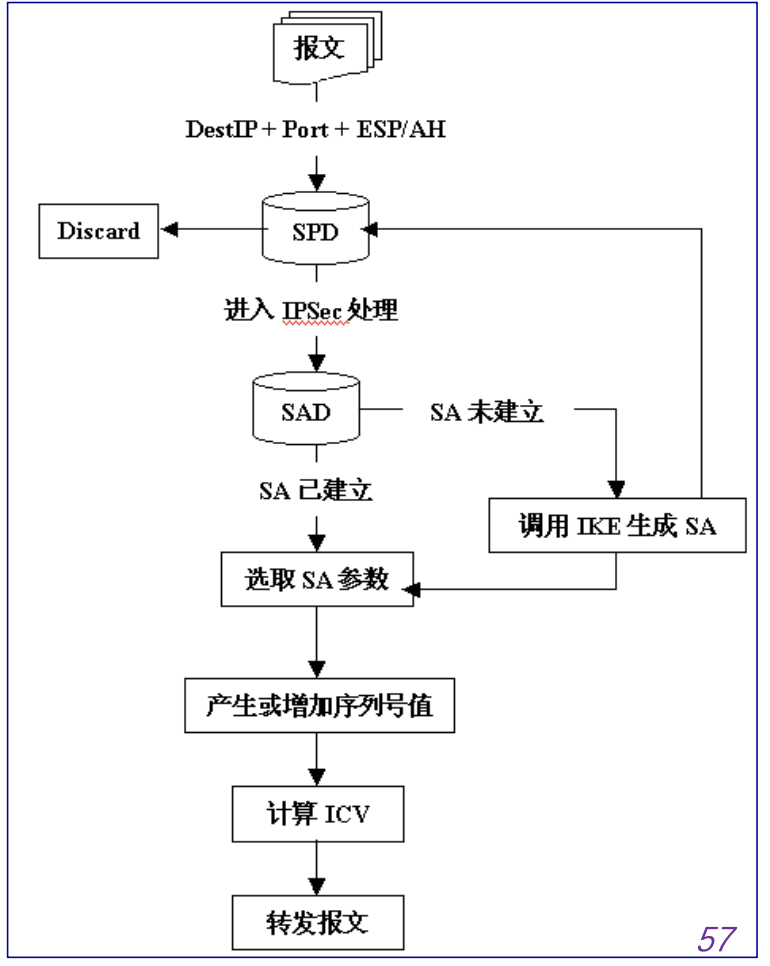 报文
DestIP + Port + ESP/AH
Discard
SPD
进入 IPSec 处理
SAD
SA 未建立
SA 已建立
调用 IKE 生成 SA
选取 SA 参数
产生或增加序列号值
计算 ICV
转发报文
57